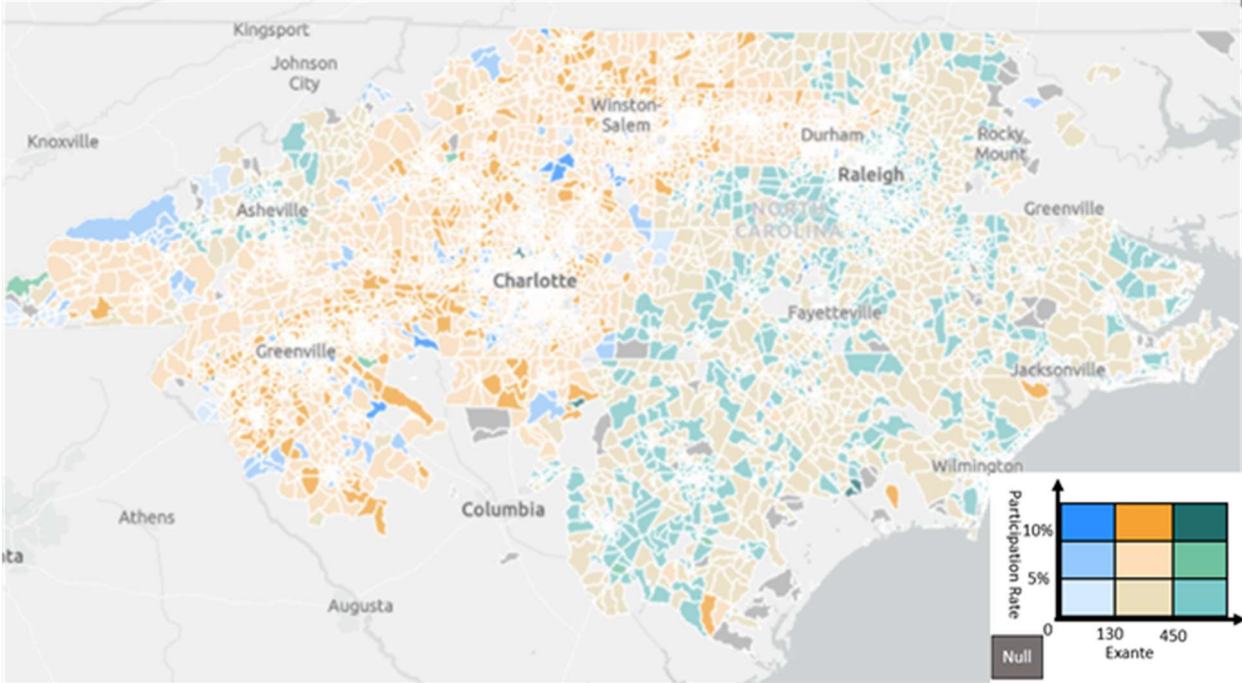 Kingsport
Johnson
City
Knoxville
Winston-
Salem
Durham
Rocky
Mount
Raleigh
Asheville
NORTH
CAROLINA
Greenville
Charlotte
Fayetteville
Greenville
Jacksonville
Wilmington
Columbia
Athens
ta
Augusta
Participation Rate
10%
5%
0
130
450
Exante
Null